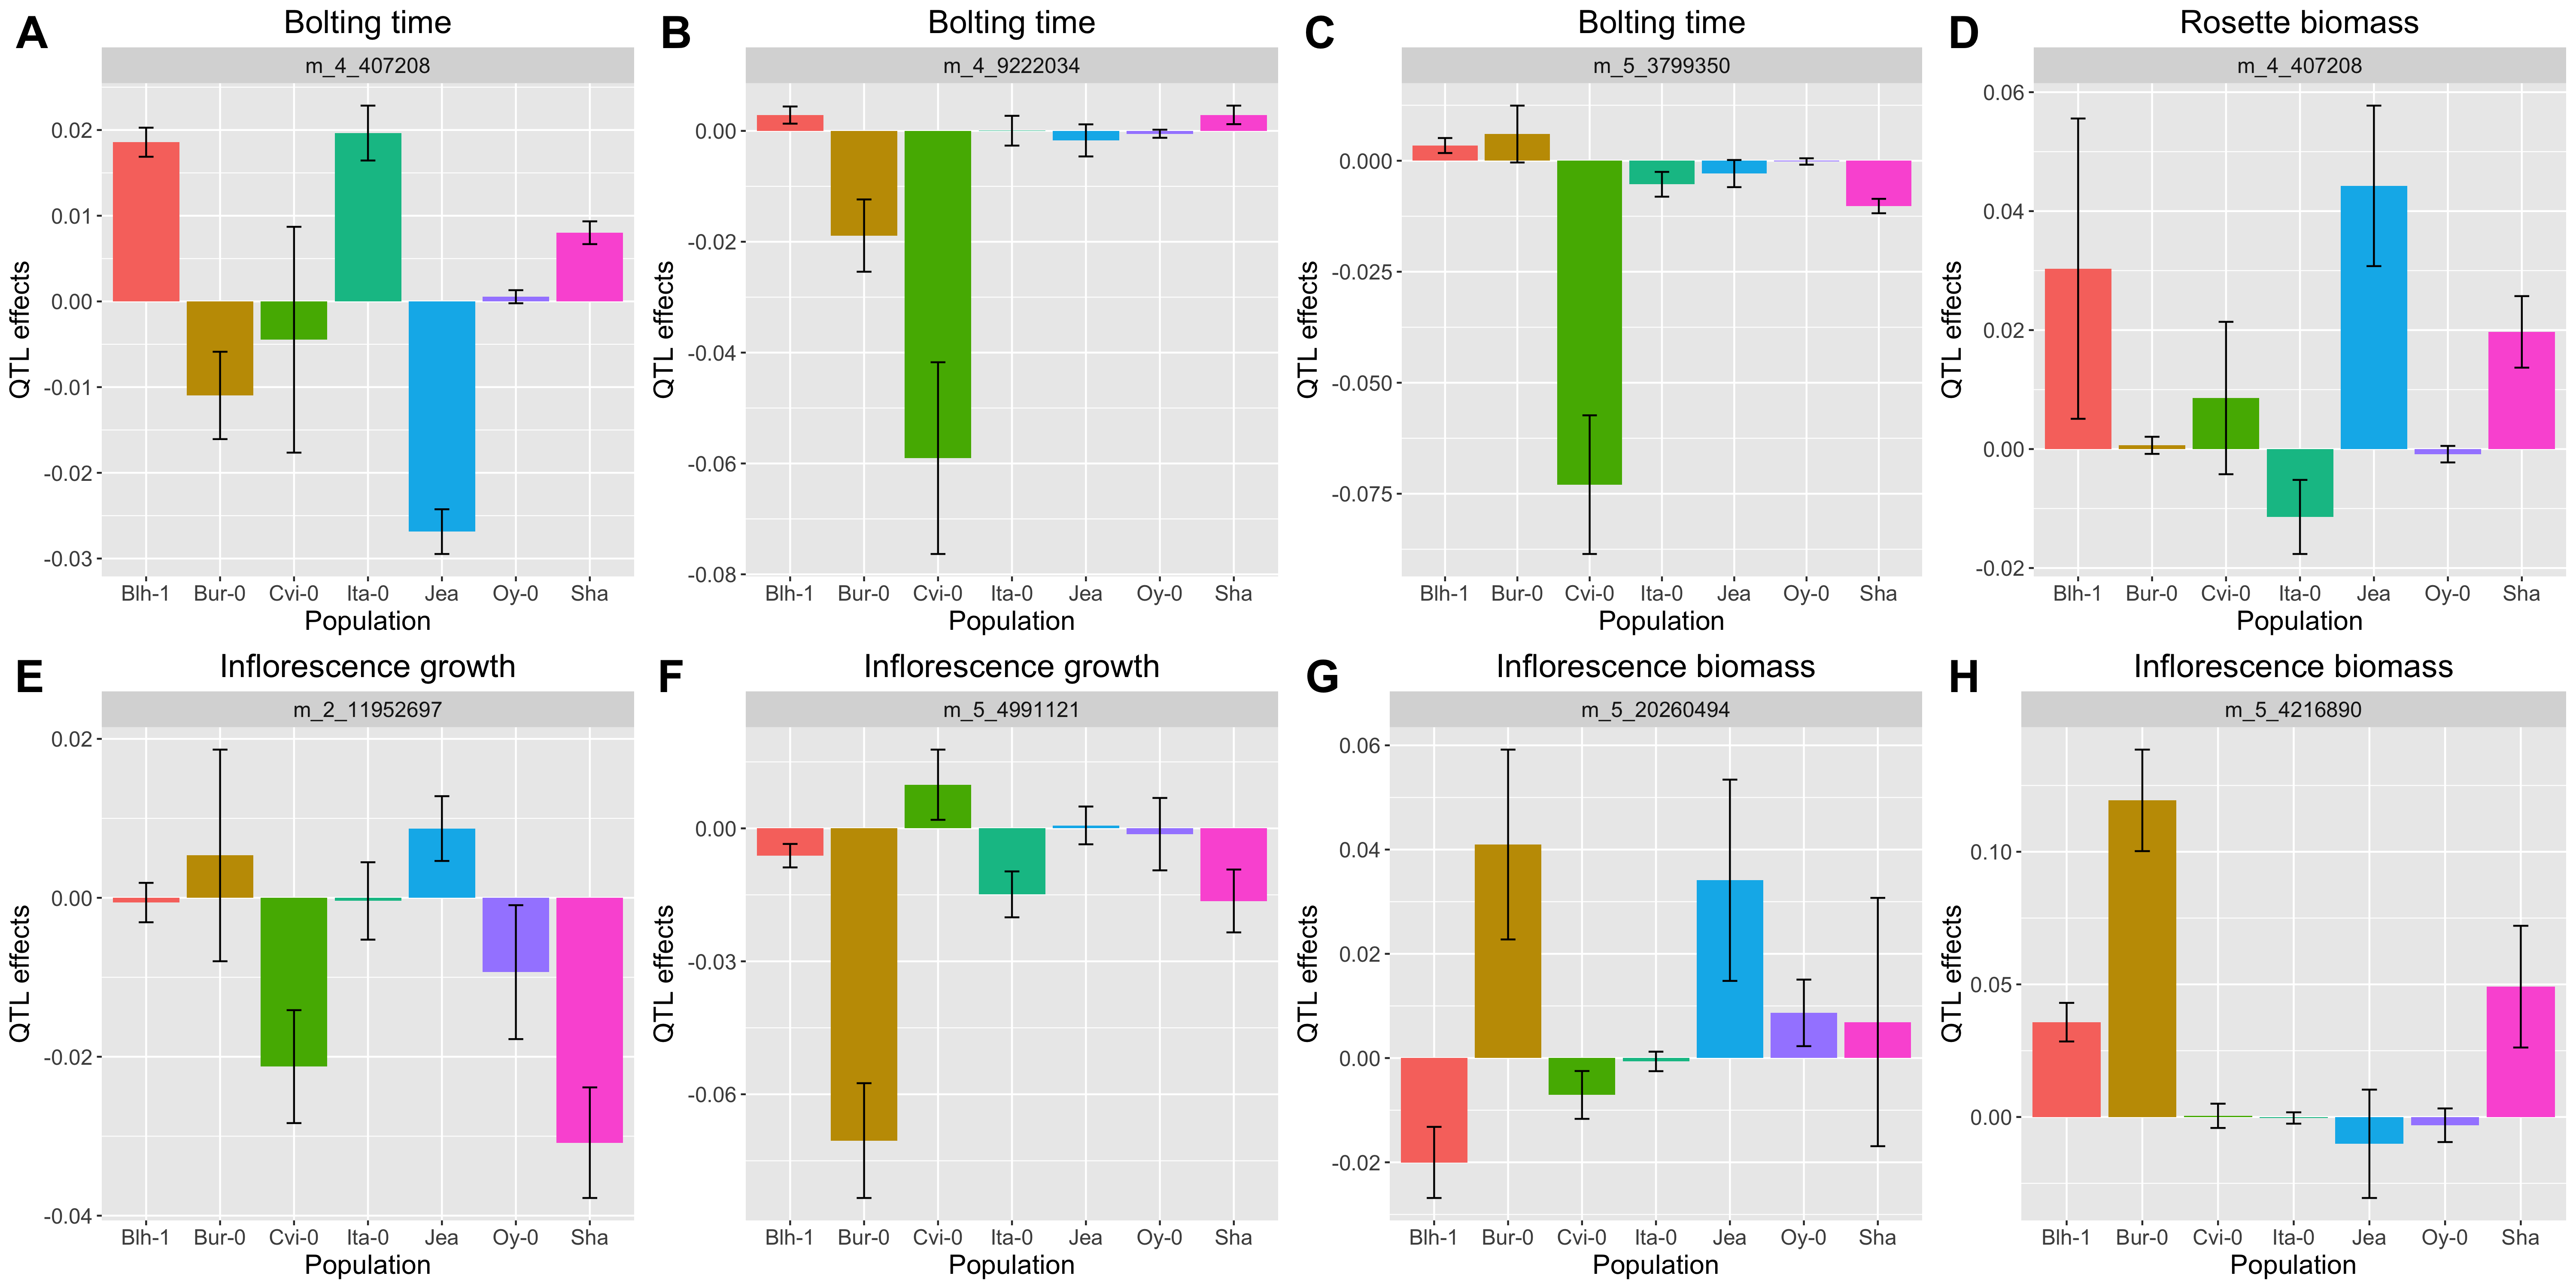 A
Bolting time
m_4_407208
QTL effects
0.02
0.01
0.00
-0.01
-0.02
-0.03
Blh-1 Bur-0 Cvi-0 Ita-0 Jea Oy-0 Sha
Population
B
Bolting time
m_4_9222034
QTL effects
0.00
-0.02
-0.04
-0.06
-0.08
Blh-1 Bur-0 Cvi-0 Ita-0 Jea Oy-0 Sha
Population
C
Bolting time
m_5_3799350
QTL effects
0.000
-0.025
-0.050
-0.075
Blh-1 Bur-0 Cvi-0 Ita-0 Jea Oy-0 Sha
Population
D
Rosette biomass
m_4_407208
QTL effects
0.06
0.04
0.02
0.00
-0.02
Blh-1 Bur-0 Cvi-0 Ita-0 Jea Oy-0 Sha
Population
E
Inflorescence growth
m_2_11952697
QTL effects
0.02
0.00
-0.02
-0.04
Blh-1 Bur-0 Cvi-0 Ita-0 Jea Oy-0 Sha
Population
F
Inflorescence growth
m_5_4991121
QTL effects
0.00
-0.03
-0.06
Blh-1 Bur-0 Cvi-0 Ita-0 Jea Oy-0 Sha
Population
G
Inflorescence biomass
m_5_20260494
QTL effects
0.06
0.04
0.02
0.00
-0.02
Blh-1 Bur-0 Cvi-0 Ita-0 Jea Oy-0 Sha
Population
H
Inflorescence biomass
m_5_4216890
QTL effects
0.10
0.05
0.00
Blh-1 Bur-0 Cvi-0 Ita-0 Jea Oy-0 Sha
Population